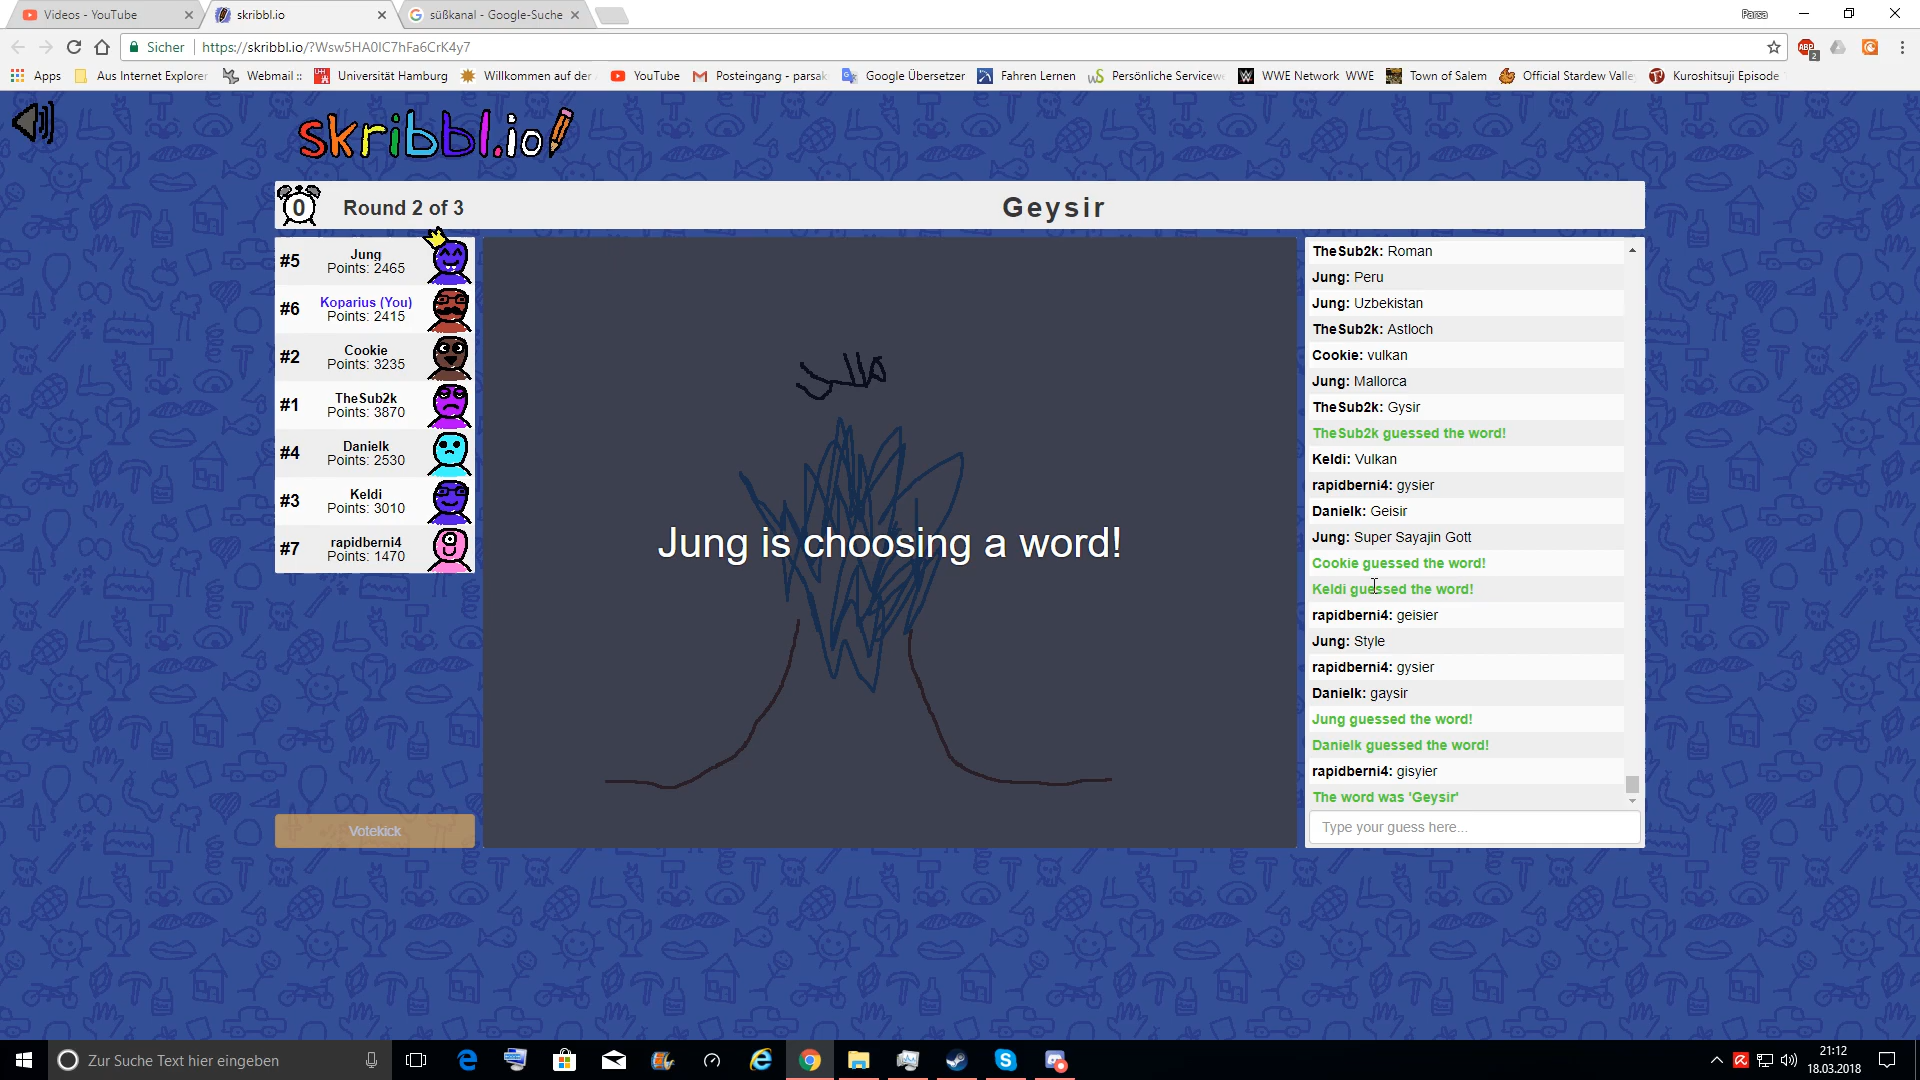 Videos - YouTube
skribbl.io
süßkanal - Google-Suche
Parsa
Sicher
https://skribbl.io/?Wsw5HA0IC7hFa6CrK4y7
ABP
2
Apps
Aus Internet Explorer
Webmail ::
Universität Hamburg
Willkommen auf der
YouTube
Posteingang - parsak
Google Übersetzer
Fahren Lernen
Persönliche Servicew
WWE Network WWE
Town of Salem
Official Stardew Valle
Kuroshitsuji Episode
skribbl.io
0
Round 2 of 3
Geysir
#5
Jung
Points: 2465
#6
Koparius (You)
Points: 2415
#2
Cookie
Points: 3235
#1
TheSub2k
Points: 3870
#4
Danielk
Points: 2530
#3
Keldi
Points: 3010
#7
rapidberni4
Points: 1470
Votekick
Jung is choosing a word!
TheSub2k: Roman
Jung: Peru
Jung: Uzbekistan
TheSub2k: Astloch
Cookie: vulkan
Jung: Mallorca
TheSub2k: Gysir
TheSub2k guessed the word!
Keldi: Vulkan
rapidberni4: gysier
Danielk: Geisir
Jung: Super Sayajin Gott
Cookie guessed the word!
Keldi guessed the word!
rapidberni4: geisier
Jung: Style
rapidberni4: gysier
Danielk: gaysir
Jung guessed the word!
Danielk guessed the word!
rapidberni4: gisyier
The word was 'Geysir'
Type your guess here...
Zur Suche Text hier eingeben
21:12
18.03.2018